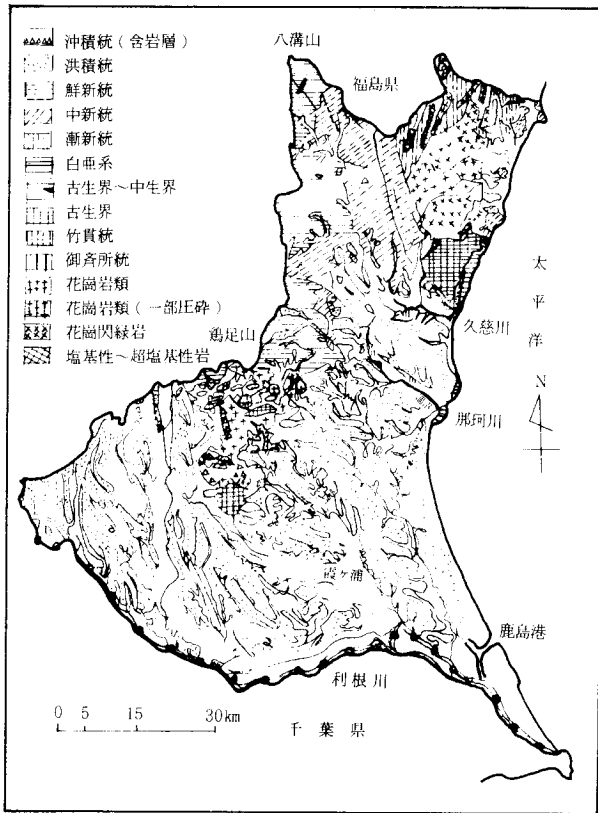 沖積統(含岩層)
洪積統
鮮新統
中新統
漸新統
白亜系
古生界~中生界
古生界
竹貫統
御斉所統
花崗岩類
花崗岩類(一部圧砕)
花崗閃緑岩
塩基性~超塩基性岩
八溝山
福島県
太平洋
久慈川
鶏足山
N
那珂川
霞ヶ浦
鹿島港
利根川
0 5 15 30km
千葉県